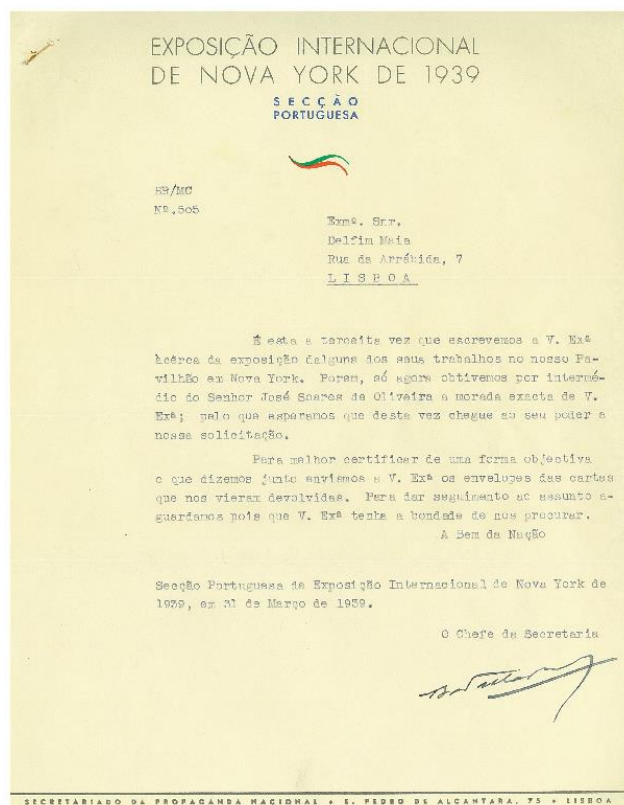 EXPOSIÇÃO INTERNACIONAL
DE NOVA YORK DE 1939
SECÇÃO
PORTUGUESA
/MC
Nº.505
Exmº. Snr.
Delfim Maia
Rua da Arrábida, 7
LISBOA
É esta a terceita vez que escrevemos a V. Exª
àcêrca da exposição dalguns dos seus trabalhos no nosso Pa-
vilhão em Nova York. Porem, só agora obtivemos por intermé-
dio do Senhor José Soares de Oliveira a morada exacta de V.
Exª; pelo que esperamos que desta vez chegue ao seu poder a
nossa solicitação.
Para melhor certificar de uma forma objectiva
o que dizemos junto enviamos a V. Exª os envelopes das cartas
que nos vieram devolvidas. Para dar seguimento ao assunto a-
guardamos pois que V. Exª tenha a bondade de nos procurar.
A Bem da Nação
Secção Portuguesa da Exposição Internacional de Nova York de
1939, em 31 de Março de 1939.
O Chefe da Secretaria
SECRETARIADO DA PROPAGANDA NACIONAL • S. PEDRO DE ALCANTARA, 75 • LISBOA